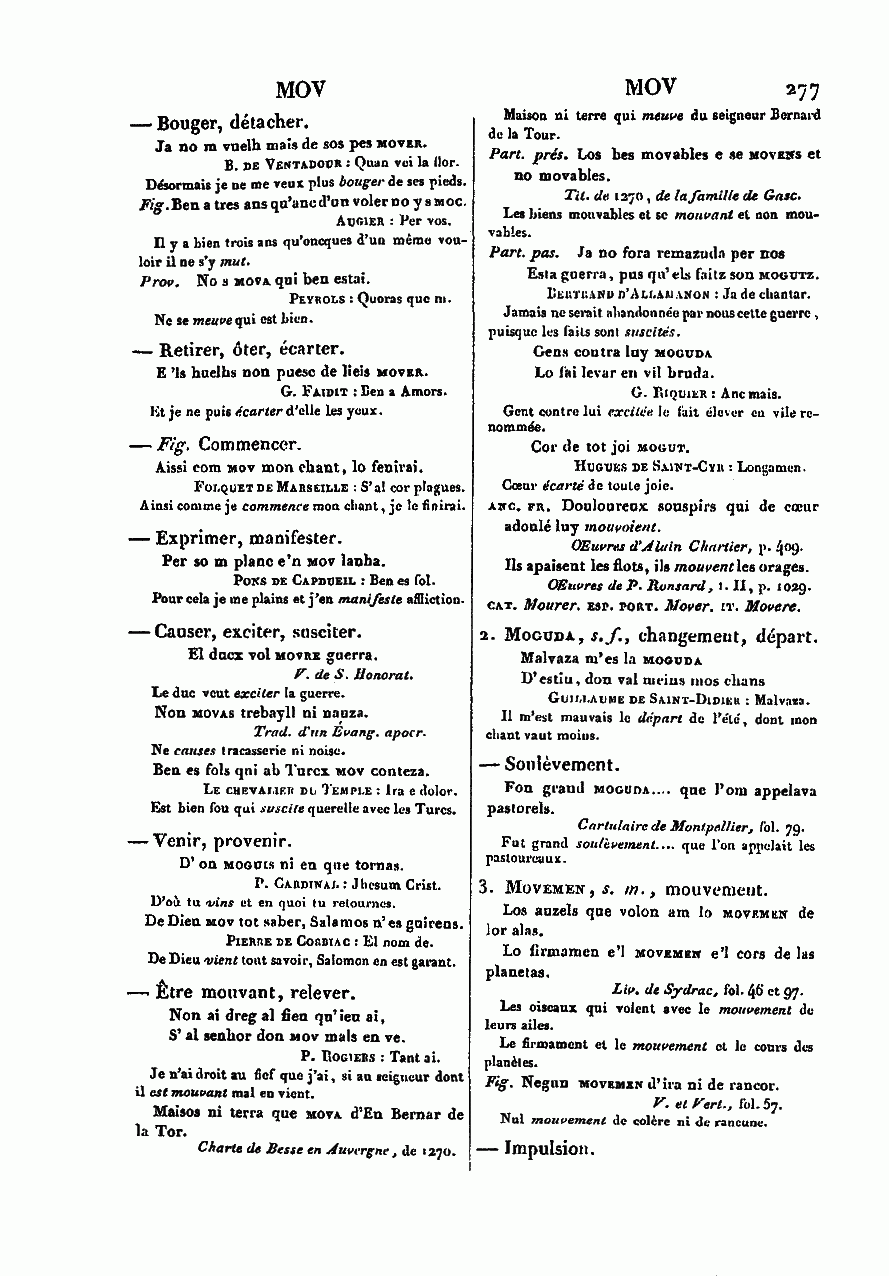 MOV
— Bouger, détacher.
Ja no m vuelh mais de sos pes MOVER.
B. DE VENTADOUR : Quan vei la flor.
Désormais je ne me veux plus bouger de ses pieds.
Fig. Ben a tres ans qu'anc d'un voler no y s MOC.
AUGIER : Per vos.
Il y a bien trois ans qu'oncques d'un même vou-
loir il ne s'y mut.
Prov. No s MOVA qui ben estai.
PEYROLS : Quoras que m.
Ne se meuve qui est bien.
— Retirer, ôter, écarter.
E 'ls huelhs non puesc de lieis MOVER.
G. FAIDIT : Ben a Amors.
Et je ne puis écarter d'elle les yeux.
— Fig. Commencer.
Aissi com MOV mon chant, lo fenirai.
FOLQUET DE MARSEILLE : S'al cor plagues.
Ainsi comme je commence mon chant, je le finirai.
— Exprimer, manifester.
Per so m planc e'n MOV lanha.
PONS DE CAPDUEIL : Ben es fol.
Pour cela je me plains et j'en manifeste affliction.
— Causer, exciter, susciter.
El ducx vol MOVRE guerra.
V. de S. Honorat.
Le duc veut exciter la guerre.
Non MOVAS trebayll ni nauza.
Trad. d'un Évang. apocr.
Ne causes tracasserie ni noise.
Ben es fols qui ab Turcx MOV conteza.
LE CHEVALIER DU TEMPLE : Ira e dolor.
Est bien fou qui suscite querelle avec les Turcs.
— Venir, provenir.
D' on MOGUIS ni en que tornas.
P. CARDINAL : Jhesum Crist.
D'où tu vins et en quoi tu retournes.
De Dieu MOV tot saber, Salamos n'es guirens.
PIERRE DE CORBIAC : El nom de.
De Dieu vient tout savoir, Salomon en est garant.
— Être mouvant, relever.
Non ai dreg al fieu qu'ieu ai,
S' al senhor don MOV mals en ve.
P. ROGIERS : Tant ai.
Je n'ai droit au fief que j'ai, si au seigneur dont
il est mouvant mal en vient.
Maisos ni terra que MOVA d'En Bernar de
la Tor.
Charte de Besse en Auvergne, de 1270.
MOV 277
Maison ni terre qui meuve du seigneur Bernard
de la Tour.
Part. prés. Los bes movables e se MOVENS et
no movables.
Tit. de 1270, de la famille de Gasc.
Les biens mouvables et se mouvant et non mou-
vables.
Part. pas. Ja no fora remazuda per nos
Esta guerra, pus qu'els faitz son MOGUTZ.
BERTRAND D'ALLAMANON : Ja de chantar.
Jamais ne serait abandonnée par nous cette guerre,
puisque les faits sont suscités.
Gens contra luy MOGUDA
Lo fai levar en vil bruda.
G. RIQUIER : Anc mais.
Gent contre lui excitée le fait élever en vile re-
nommée.
Cor de tot joi MOGUT.
HUGUES DE SAINT-CYR : Longamen.
Cœur écarté de toute joie.
ANC. FR. Douloureux souspirs qui de cœur
adoulé luy mouvoient.
Œuvres d'Alain Chartier, p. 409.
Ils apaisent les flots, ils mouvent les orages.
Œuvres de P. Ronsard, t. II, p. 1029.
CAT. Mourer. ESP. PORT. Mover. IT. Movere.
2. MOGUDA, s. f., changement, départ.
Malvaza m'es la MOGUDA
D'estiu, don val meins mos chans
GUILLAUME DE SAINT-DIDIER : Malvaza.
Il m'est mauvais le départ de l'été, dont mon
chant vaut moins.
— Soulèvement.
Fon grand MOGUDA.... que l'om appelava
pastorels.
Cartulaire de Montpellier, fol. 79.
Fut grand soulèvement.... que l'on appelait les
pastoureaux.
3. MOVEMEN, s. m., mouvement.
Los auzels que volon am lo MOVEMEN de
lor alas.
Lo firmamen e'l MOVEMEN e'l cors de las
planetas.
Liv. de Sydrac, fol. 46 et 97.
Les oiseaux qui volent avec le mouvement de
leurs ailes.
Le firmament et le mouvement et le cours des
planètes.
Fig. Negun MOVEMEN d'ira ni de rancor.
V. et Vert., fol. 57.
Nul mouvement de colère ni de rancune.
— Impulsion.